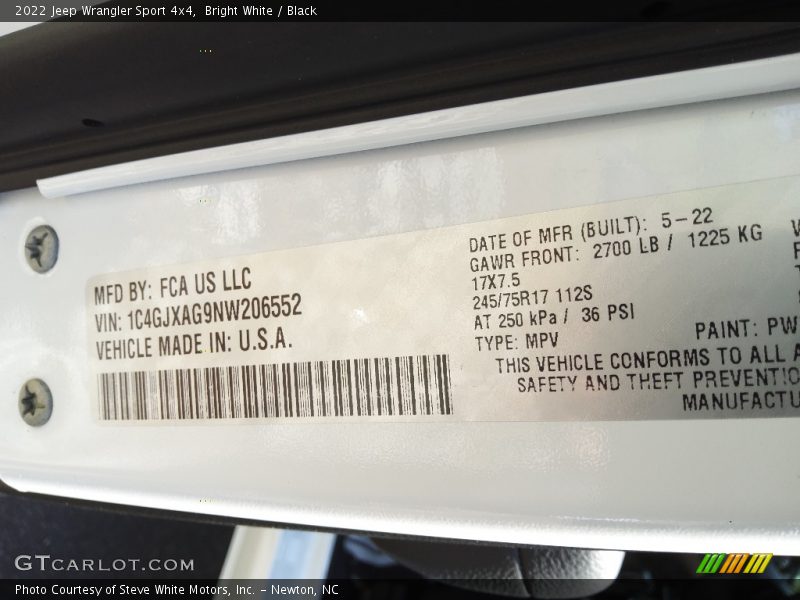 2022 Jeep Wrangler Sport 4x4, Bright White / Black
MFD BY: FCA US LLC
VIN: 1C4GJXAG9NW206552
VEHICLE MADE IN: U.S.A.
DATE OF MFR (BUILT): 5-22
GAWR FRONT: 2700 LB / 1225 KG
17X7.5
245/75R17 112S
AT 250 kPa / 36 PSI
TYPE: MPV
PAINT: PW
THIS VEHICLE CONFORMS TO ALL A
SAFETY AND THEFT PREVENTIO
MANUFACTU
GTCARLOT.COM
Photo Courtesy of Steve White Motors, Inc. - Newton, NC